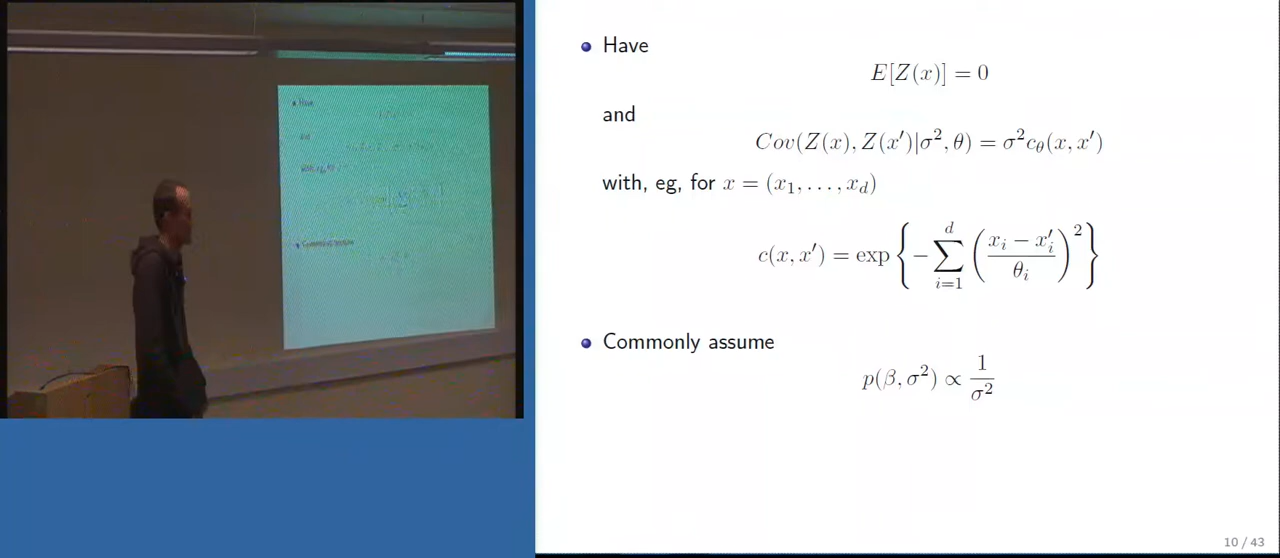 Have
E[Z(x)] = 0
and
Cov(Z(x), Z(x′)|σ², θ) = σ²c_θ(x, x′)
with, eg, for x = (x₁, . . . , x_d)
c(x, x′) = exp { − ∑_{i=1}^{d} ( (x_i − x′_i) / θ_i )² }
Commonly assume
p(β, σ²) ∝ 1/σ²
10 / 43